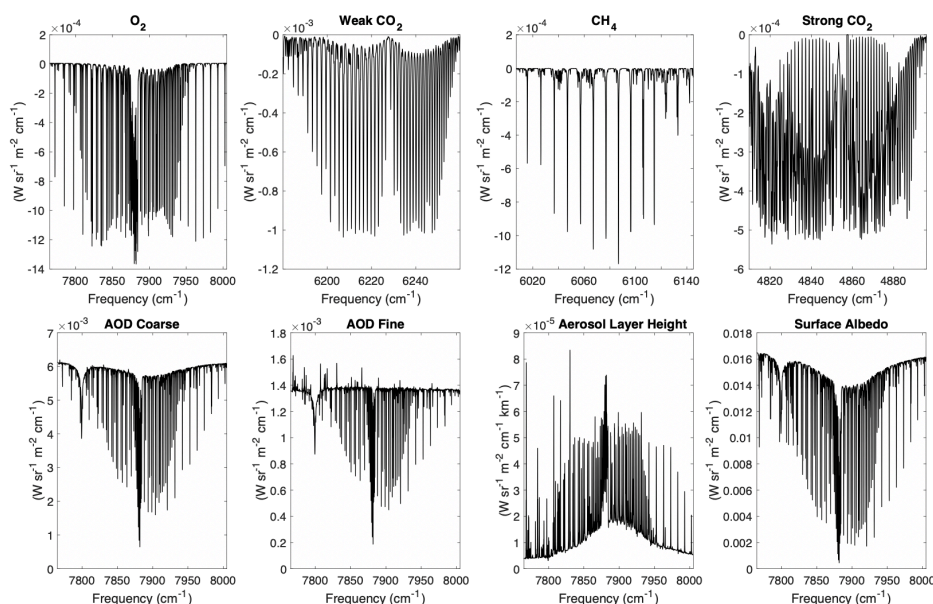 O₂
×10⁻⁴
2
0
-2
-4
-6
-8
-10
-12
-14
7800 7850 7900 7950 8000
Frequency (cm⁻¹)
(W sr⁻¹ m⁻² cm⁻¹)
Weak CO₂
×10⁻³
0
-0.2
-0.4
-0.6
-0.8
-1
-1.2
6200 6220 6240
Frequency (cm⁻¹)
(W sr⁻¹ m⁻² cm⁻¹)
CH₄
×10⁻⁴
2
0
-2
-4
-6
-8
-10
-12
6020 6060 6100 6140
Frequency (cm⁻¹)
(W sr⁻¹ m⁻² cm⁻¹)
Strong CO₂
×10⁻⁴
0
-1
-2
-3
-4
-5
-6
4820 4840 4860 4880
Frequency (cm⁻¹)
(W sr⁻¹ m⁻² cm⁻¹)
AOD Coarse
×10⁻³
7
6
5
4
3
2
1
0
7800 7850 7900 7950 8000
Frequency (cm⁻¹)
(W sr⁻¹ m⁻² cm⁻¹)
AOD Fine
×10⁻³
1.8
1.6
1.4
1.2
1
0.8
0.6
0.4
0.2
0
7800 7850 7900 7950 8000
Frequency (cm⁻¹)
(W sr⁻¹ m⁻² cm⁻¹)
Aerosol Layer Height
×10⁻⁵
9
8
7
6
5
4
3
2
1
0
7800 7850 7900 7950 8000
Frequency (cm⁻¹)
(W sr⁻¹ m⁻² cm⁻¹ km⁻¹)
Surface Albedo
0.018
0.016
0.014
0.012
0.01
0.008
0.006
0.004
0.002
0
7800 7850 7900 7950 8000
Frequency (cm⁻¹)
(W sr⁻¹ m⁻² cm⁻¹)